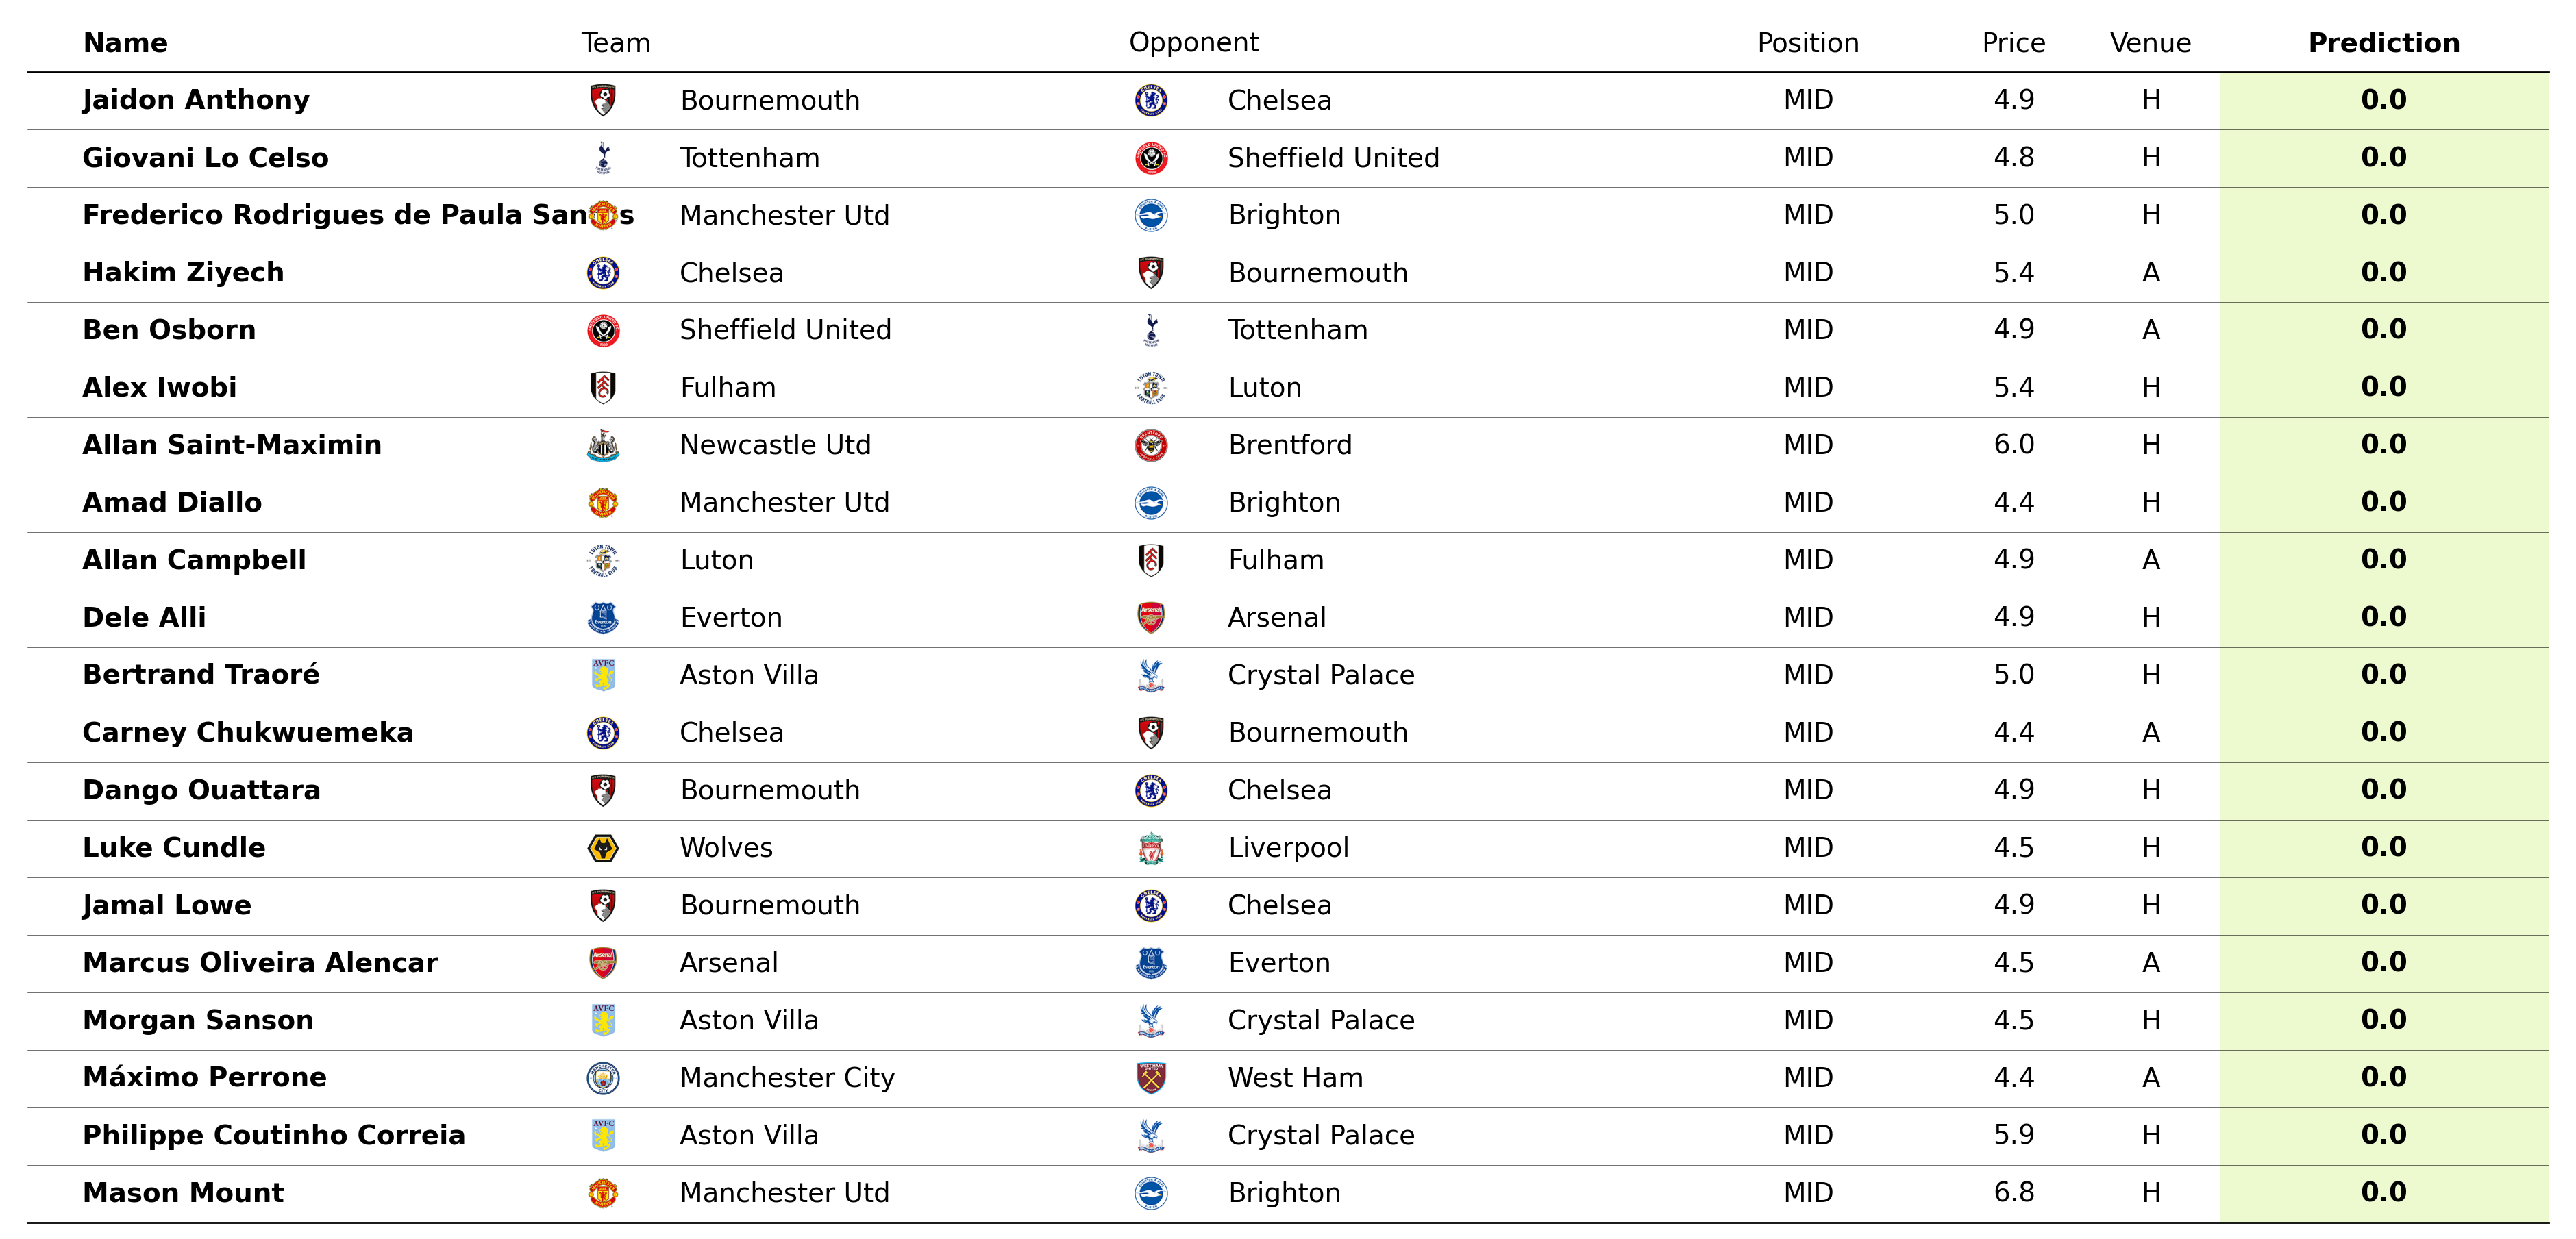 Name Team Opponent Position Price Venue Prediction
Jaidon Anthony Bournemouth Chelsea MID 4.9 H 0.0
Giovani Lo Celso Tottenham Sheffield United MID 4.8 H 0.0
Frederico Rodrigues de Paula San s Manchester Utd Brighton MID 5.0 H 0.0
Hakim Ziyech Chelsea Bournemouth MID 5.4 A 0.0
Ben Osborn Sheffield United Tottenham MID 4.9 A 0.0
Alex Iwobi Fulham Luton MID 5.4 H 0.0
Allan Saint-Maximin Newcastle Utd Brentford MID 6.0 H 0.0
Amad Diallo Manchester Utd Brighton MID 4.4 H 0.0
Allan Campbell Luton Fulham MID 4.9 A 0.0
Dele Alli Everton Arsenal MID 4.9 H 0.0
Bertrand Traoré Aston Villa Crystal Palace MID 5.0 H 0.0
Carney Chukwuemeka Chelsea Bournemouth MID 4.4 A 0.0
Dango Ouattara Bournemouth Chelsea MID 4.9 H 0.0
Luke Cundle Wolves Liverpool MID 4.5 H 0.0
Jamal Lowe Bournemouth Chelsea MID 4.9 H 0.0
Marcus Oliveira Alencar Arsenal Everton MID 4.5 A 0.0
Morgan Sanson Aston Villa Crystal Palace MID 4.5 H 0.0
Máximo Perrone Manchester City West Ham MID 4.4 A 0.0
Philippe Coutinho Correia Aston Villa Crystal Palace MID 5.9 H 0.0
Mason Mount Manchester Utd Brighton MID 6.8 H 0.0